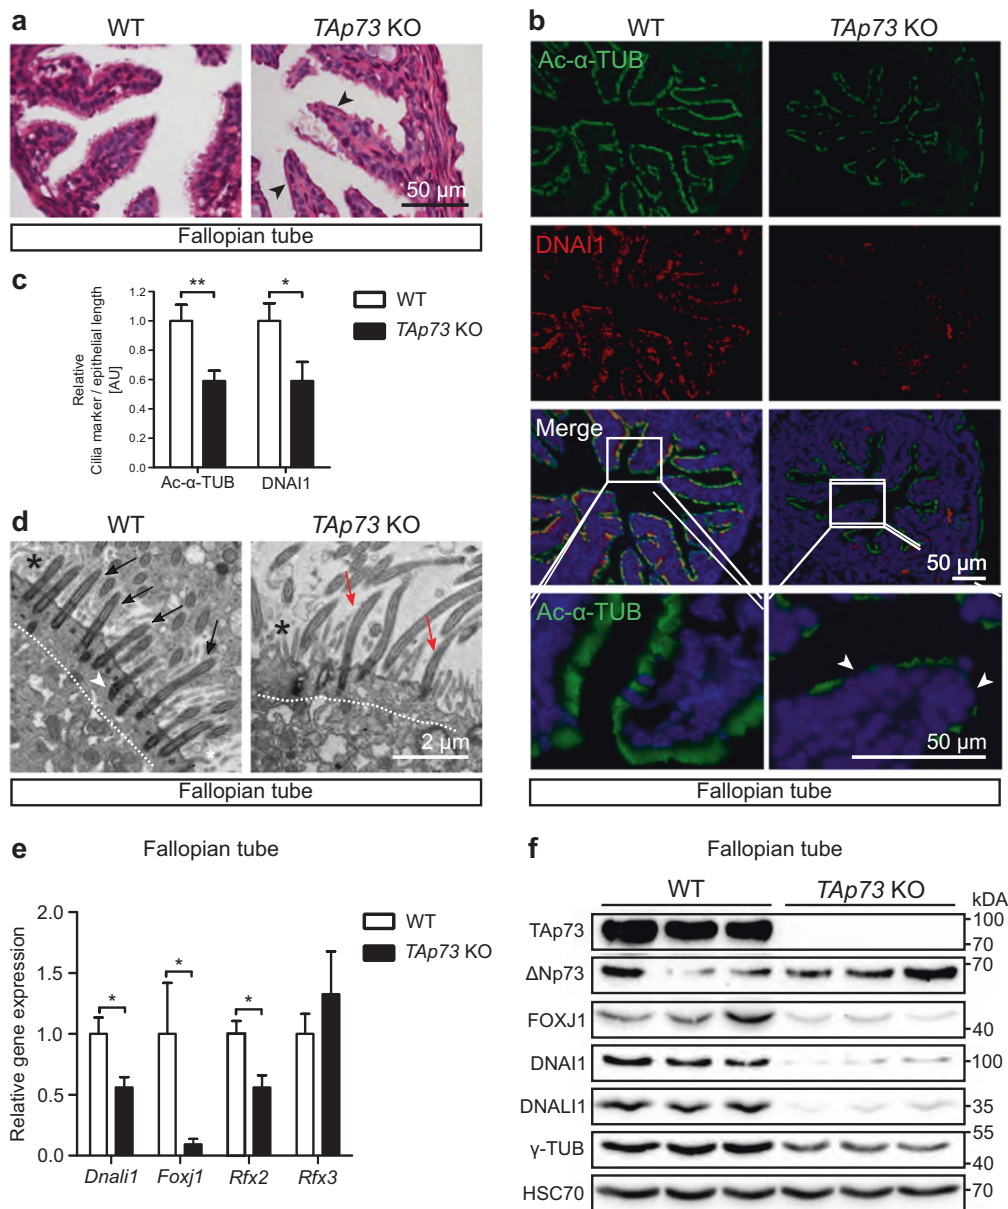 a
WT
TAp73 KO
50 µm
Fallopian tube
b
WT
TAp73 KO
Ac-α-TUB
DNAI1
Merge
50 µm
Ac-α-TUB
50 µm
Fallopian tube
c
Relative
Cilia marker / epithelial length
[AU]
1.2
1.0
0.8
0.6
0.4
0.2
0.0
**
*
Ac-α-TUB
DNAI1
WT
TAp73 KO
d
WT
TAp73 KO
*
*
*
2 µm
Fallopian tube
e
Fallopian tube
Relative gene expression
2.0
1.5
1.0
0.5
0.0
*
*
*
Dnali1
Foxj1
Rfx2
Rfx3
WT
TAp73 KO
f
Fallopian tube
WT
TAp73 KO
kDA
TAp73
100
70
ΔNp73
70
FOXJ1
40
DNAI1
100
DNALI1
35
γ-TUB
55
40
HSC70
70